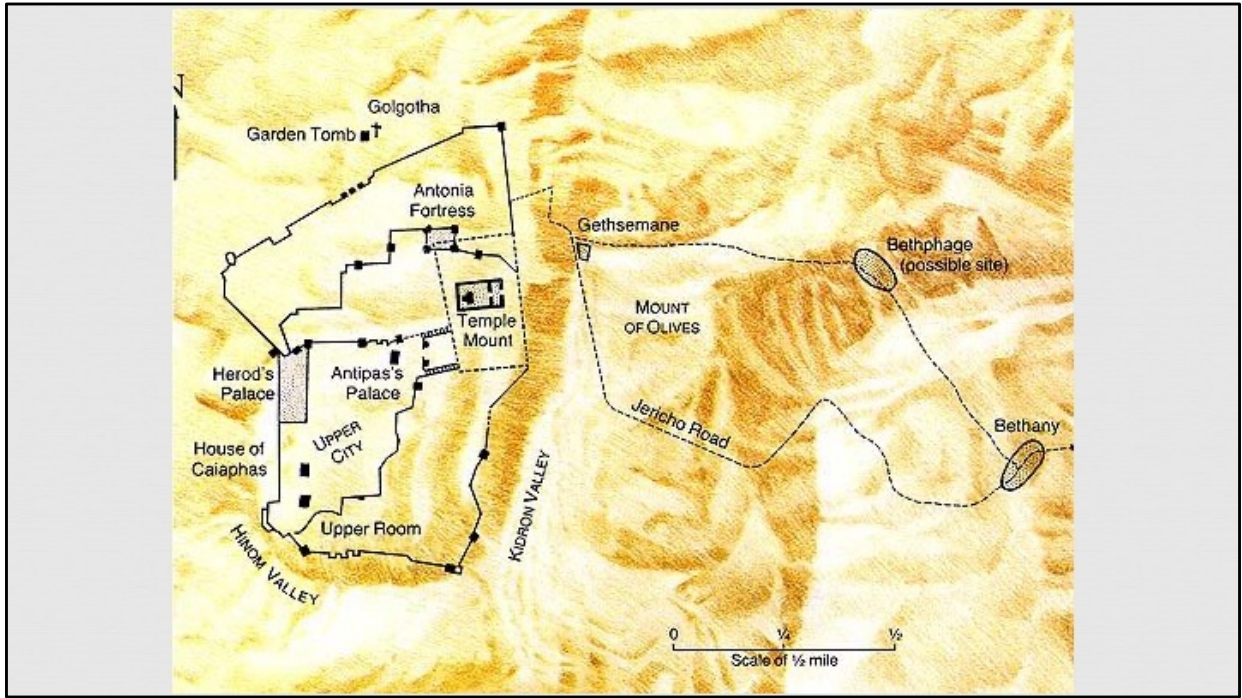 N
Golgotha
Garden Tomb
Antonia
Fortress
Gethsemane
Bethphage
(possible site)
MOUNT
OF OLIVES
Temple
Mount
Herod's
Palace
Antipas's
Palace
Jericho Road
Bethany
UPPER
CITY
House of
Caiaphas
Upper Room
KIDRON VALLEY
HINOM VALLEY
0 ¼ ½
Scale of ½ mile